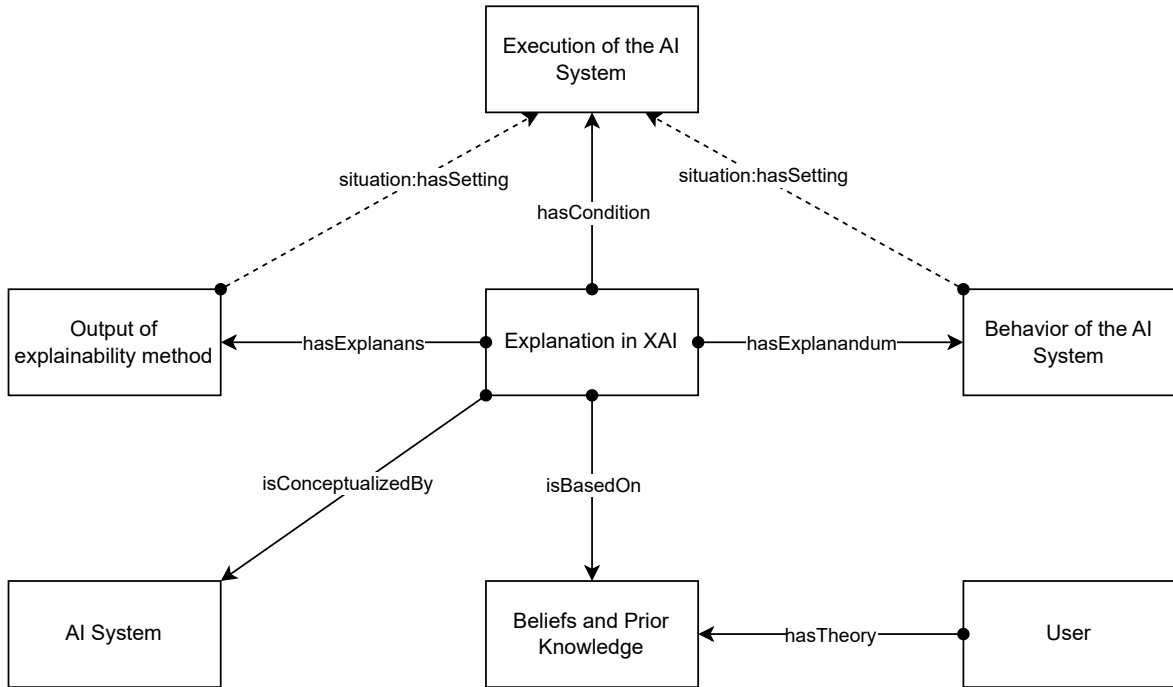 Execution of the AI
System
situation:hasSetting
situation:hasSetting
hasCondition
Output of
explainability method
hasExplanans
Explanation in XAI
hasExplanandum
Behavior of the AI
System
isConceptualizedBy
isBasedOn
AI System
Beliefs and Prior
Knowledge
hasTheory
User